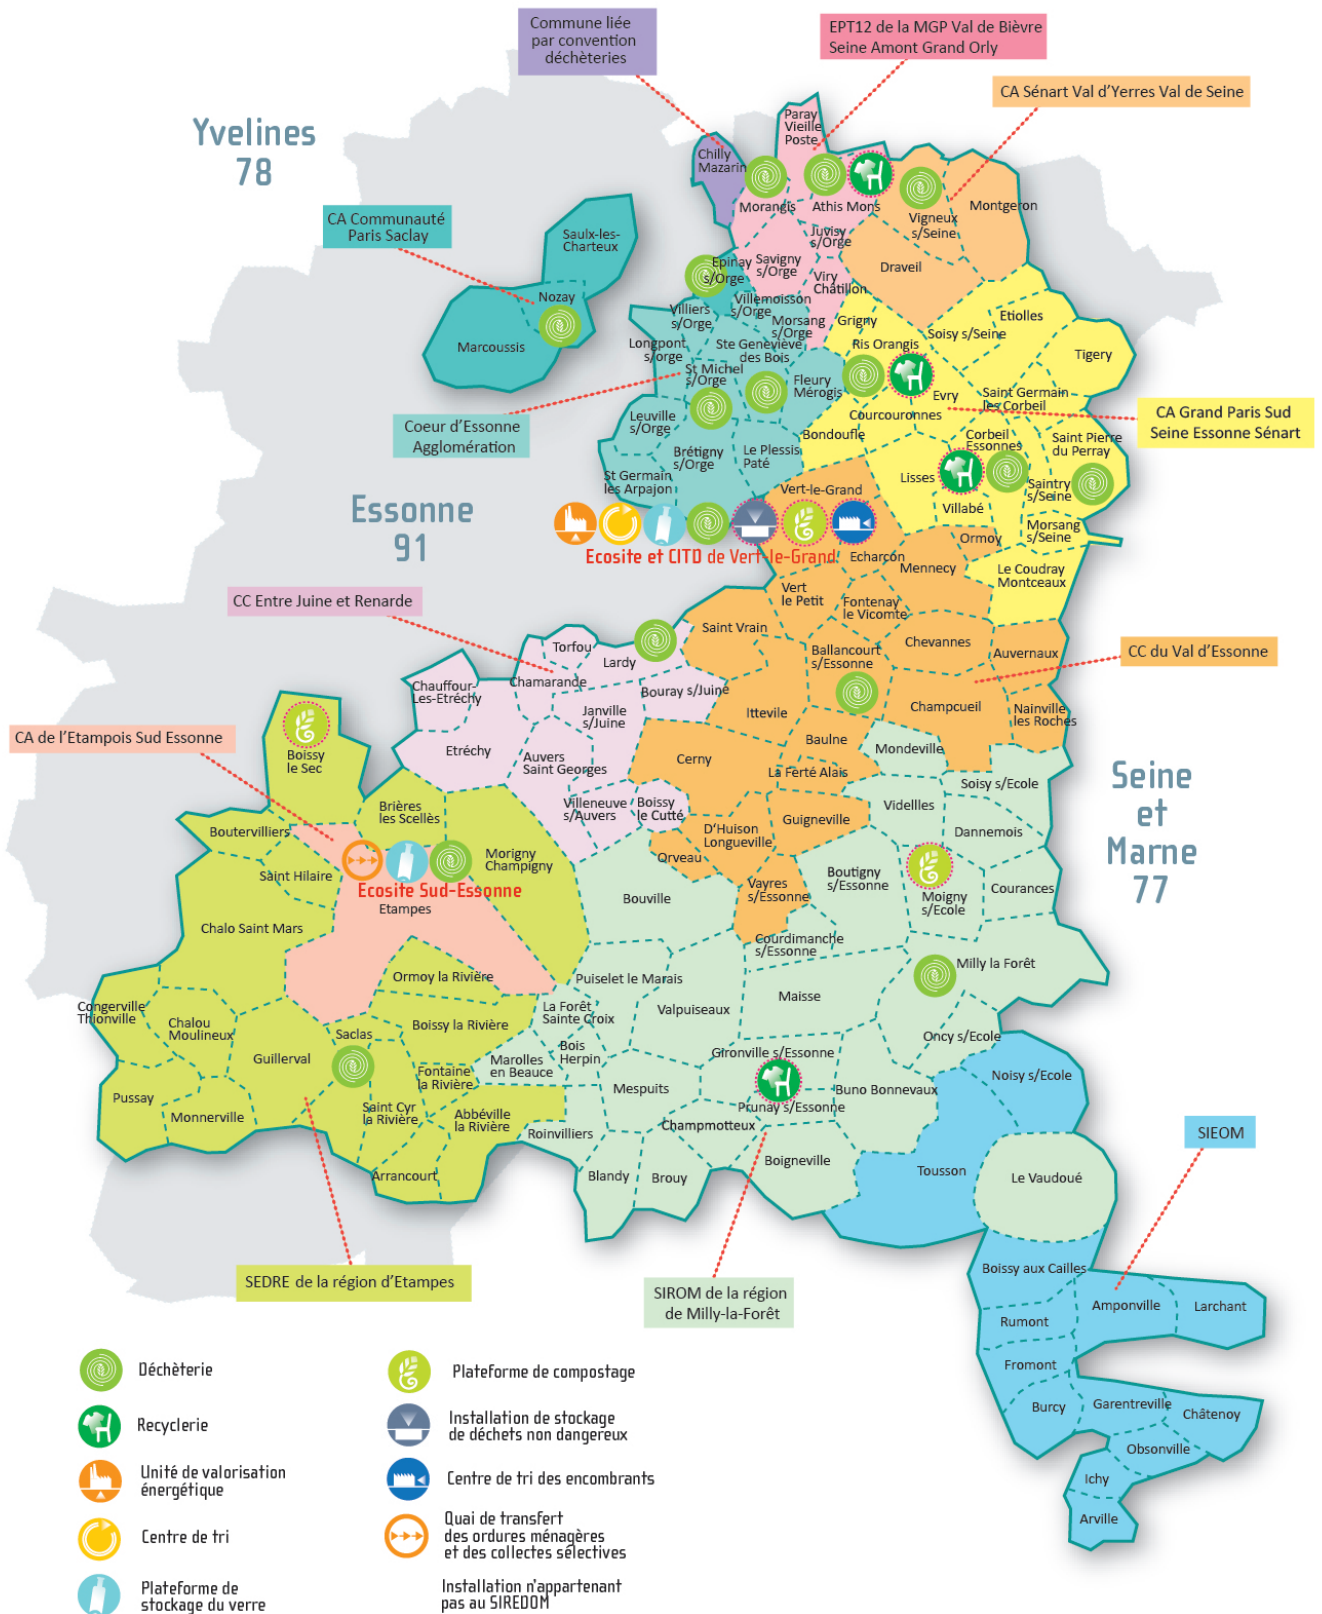 Commune liée
par convention
déchèteries
EPT12 de la MGP Val de Bièvre
Seine Amont Grand Orly
CA Sénart Val d'Yerres Val de Seine
Yvelines
78
Paray
Vieille
Poste
Chilly
Mazarin
Morangis
Athis Mons
Vigneux
s/Seine
Montgeron
CA Communauté
Paris Saclay
Saulx-les-
Charteux
Nozay
Marcoussis
Juvisy
s/Orge
Savigny
s/Orge
Draveil
Epinay
s/Orge
Viry
Châtillon
Villemoisson
s/Orge
Villiers
s/Orge
Morsang
s/Orge
Grigny
Etiolles
Soisy s/Seine
Longpont
s/orge
Ste Geneviève
des Bois
Ris Orangis
Tigery
St Michel
s/Orge
Fleury
Mérogis
Evry
Saint Germain
les Corbeil
CA Grand Paris Sud
Seine Essonne Sénart
Coeur d'Essonne
Agglomération
Leuville
s/Orge
Courcouronnes
Bondoufle
Corbeil
Essonnes
Saint Pierre
du Perray
Brétigny
s/Orge
Le Plessis
Paté
Lisses
Saintry
s/Seine
St Germain
les Arpajon
Vert-le-Grand
Villabé
Morsang
s/Seine
Essonne
91
Ecosite et CITD de Vert-le-Grand
Echarcon
Ormoy
Mennecy
Le Coudray
Montceaux
Vert
le Petit
Fontenay
le Vicomte
CC Entre Juine et Renarde
Saint Vrain
Chevannes
Auvernaux
CC du Val d'Essonne
Torfou
Lardy
Ballancourt
s/Essonne
Chamarande
Chauffour-
Les-Etréchy
Bouray s/Juine
Janville
s/Juine
Itteville
Champcueil
Nainville
les Roches
CA de l'Etampois Sud Essonne
Boissy
le Sec
Etréchy
Auvers
Saint Georges
Cerny
Baulne
Mondeville
La Ferté Alais
Soisy s/Ecole
Seine
et
Marne
77
Brières
les Scellès
Villeneuve
s/Auvers
Boissy
le Cutté
Videllles
Guigneville
Dannemois
Boutervilliers
D'Huison
Longueville
Saint Hilaire
Morigny
Champigny
Orveau
Ecosite Sud-Essonne
Etampes
Bouville
Vayres
s/Essonne
Boutigny
s/Essonne
Moigny
s/Ecole
Courances
Chalo Saint Mars
Courdimanche
s/Essonne
Milly la Forêt
Ormoy la Rivière
Puiselet le Marais
Maisse
Congerville
Thionville
Chalou
Moulineux
Boissy la Rivière
La Forêt
Sainte Croix
Valpuiseaux
Saclas
Oncy s/Ecole
Guillerval
Bois
Herpin
Gironville s/Essonne
Marolles
en Beauce
Fontaine
la Rivière
Noisy s/Ecole
Mespuits
Buno Bonnevaux
Pussay
Monnerville
Saint Cyr
la Rivière
Abbéville
la Rivière
Prunay s/Essonne
Champmotteux
Roinvilliers
SIEOM
Arrancourt
Blandy
Brouy
Boigneville
Tousson
Le Vaudoué
SEDRE de la région d'Etampes
SIROM de la région
de Milly-la-Forêt
Boissy aux Cailles
Amponville
Larchant
Rumont
Fromont
Burcy
Garentreville
Châtenoy
Obsonville
Ichy
Arville
Déchèterie
Recyclerie
Unité de valorisation
énergétique
Centre de tri
Plateforme de
stockage du verre
Plateforme de compostage
Installation de stockage
de déchets non dangereux
Centre de tri des encombrants
Quai de transfert
des ordures ménagères
et des collectes sélectives
Installation n'appartenant
pas au SIREDOM